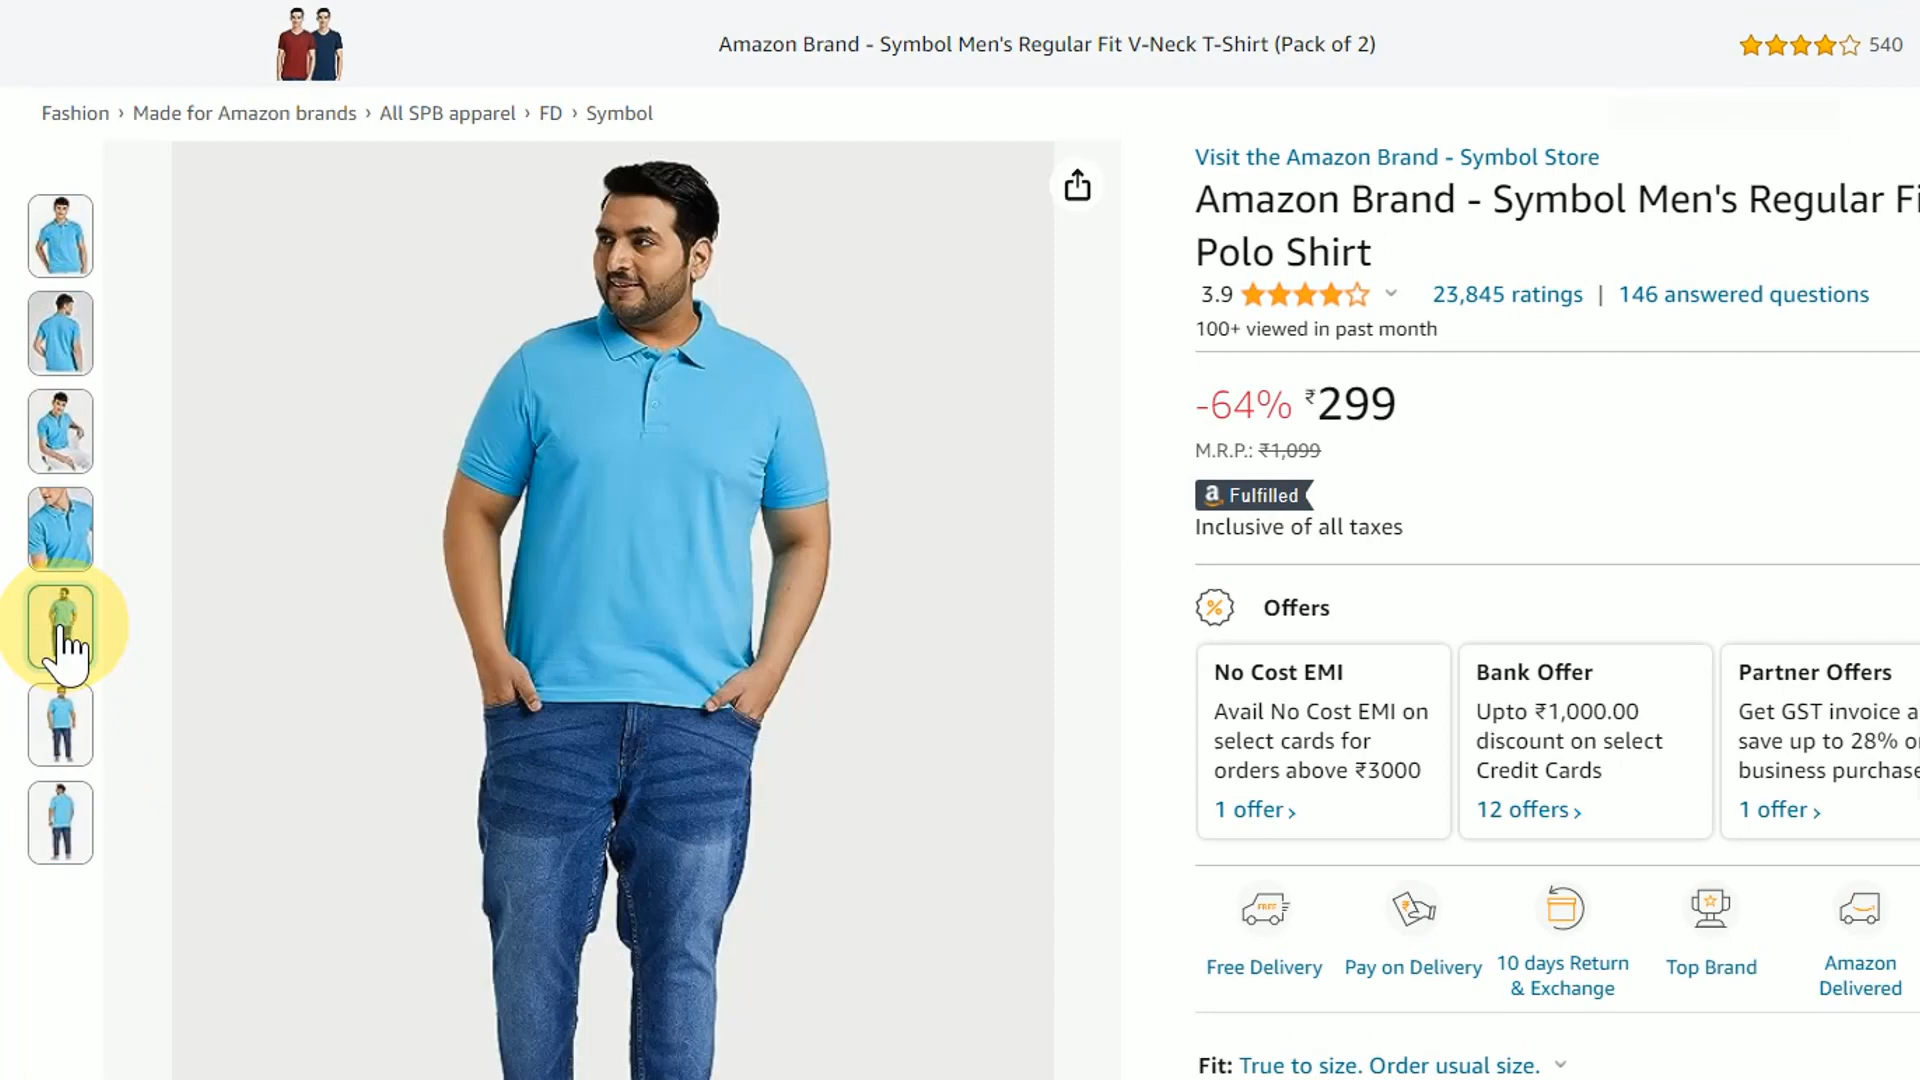 Amazon Brand - Symbol Men's Regular Fit V-Neck T-Shirt (Pack of 2)
540
Fashion › Made for Amazon brands › All SPB apparel › FD › Symbol
Visit the Amazon Brand - Symbol Store
Amazon Brand - Symbol Men's Regular Fi
Polo Shirt
3.9
23,845 ratings | 146 answered questions
100+ viewed in past month
-64% ₹299
M.R.P.: ₹1,099
a Fulfilled
Inclusive of all taxes
% Offers
No Cost EMI
Avail No Cost EMI on
select cards for
orders above ₹3000
1 offer ›
Bank Offer
Upto ₹1,000.00
discount on select
Credit Cards
12 offers ›
Partner Offers
Get GST invoice a
save up to 28% o
business purchase
1 offer ›
FREE
₹
Free Delivery
Pay on Delivery
10 days Return
& Exchange
Top Brand
Amazon
Delivered
Fit: True to size. Order usual size.